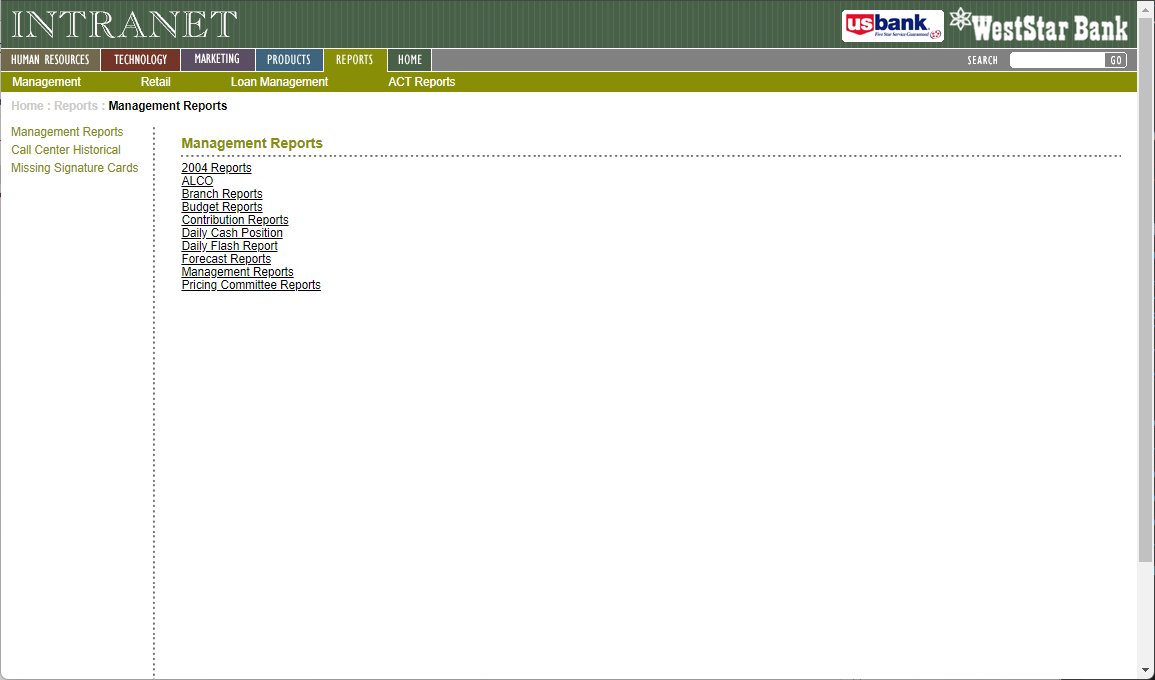 INTRANET
usbank. Five Star Service Guaranteed
WestStar Bank
HUMAN RESOURCES TECHNOLOGY MARKETING PRODUCTS REPORTS HOME SEARCH GO
Management Retail Loan Management ACT Reports
Home : Reports : Management Reports
Management Reports
Call Center Historical
Missing Signature Cards
Management Reports
2004 Reports
ALCO
Branch Reports
Budget Reports
Contribution Reports
Daily Cash Position
Daily Flash Report
Forecast Reports
Management Reports
Pricing Committee Reports